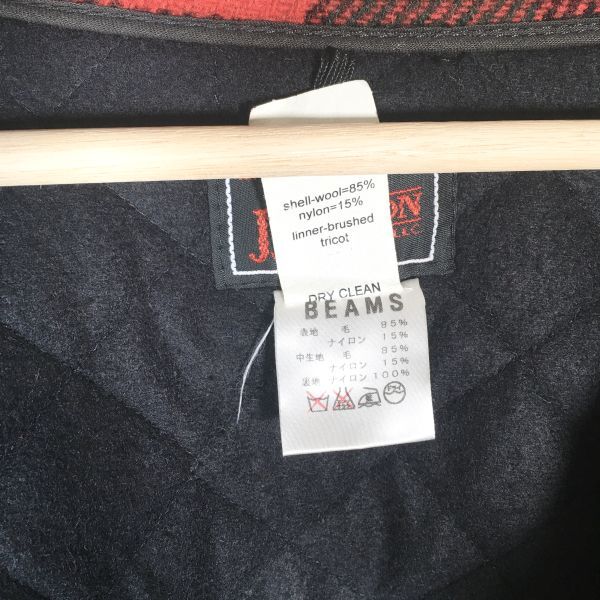 shell-wool=85%
nylon=15%
linner-brushed
tricot
DRY CLEAN
BEAMS
表地 毛 85%
ナイロン 15%
中生地 毛 85%
ナイロン 15%
裏地 ナイロン 100%